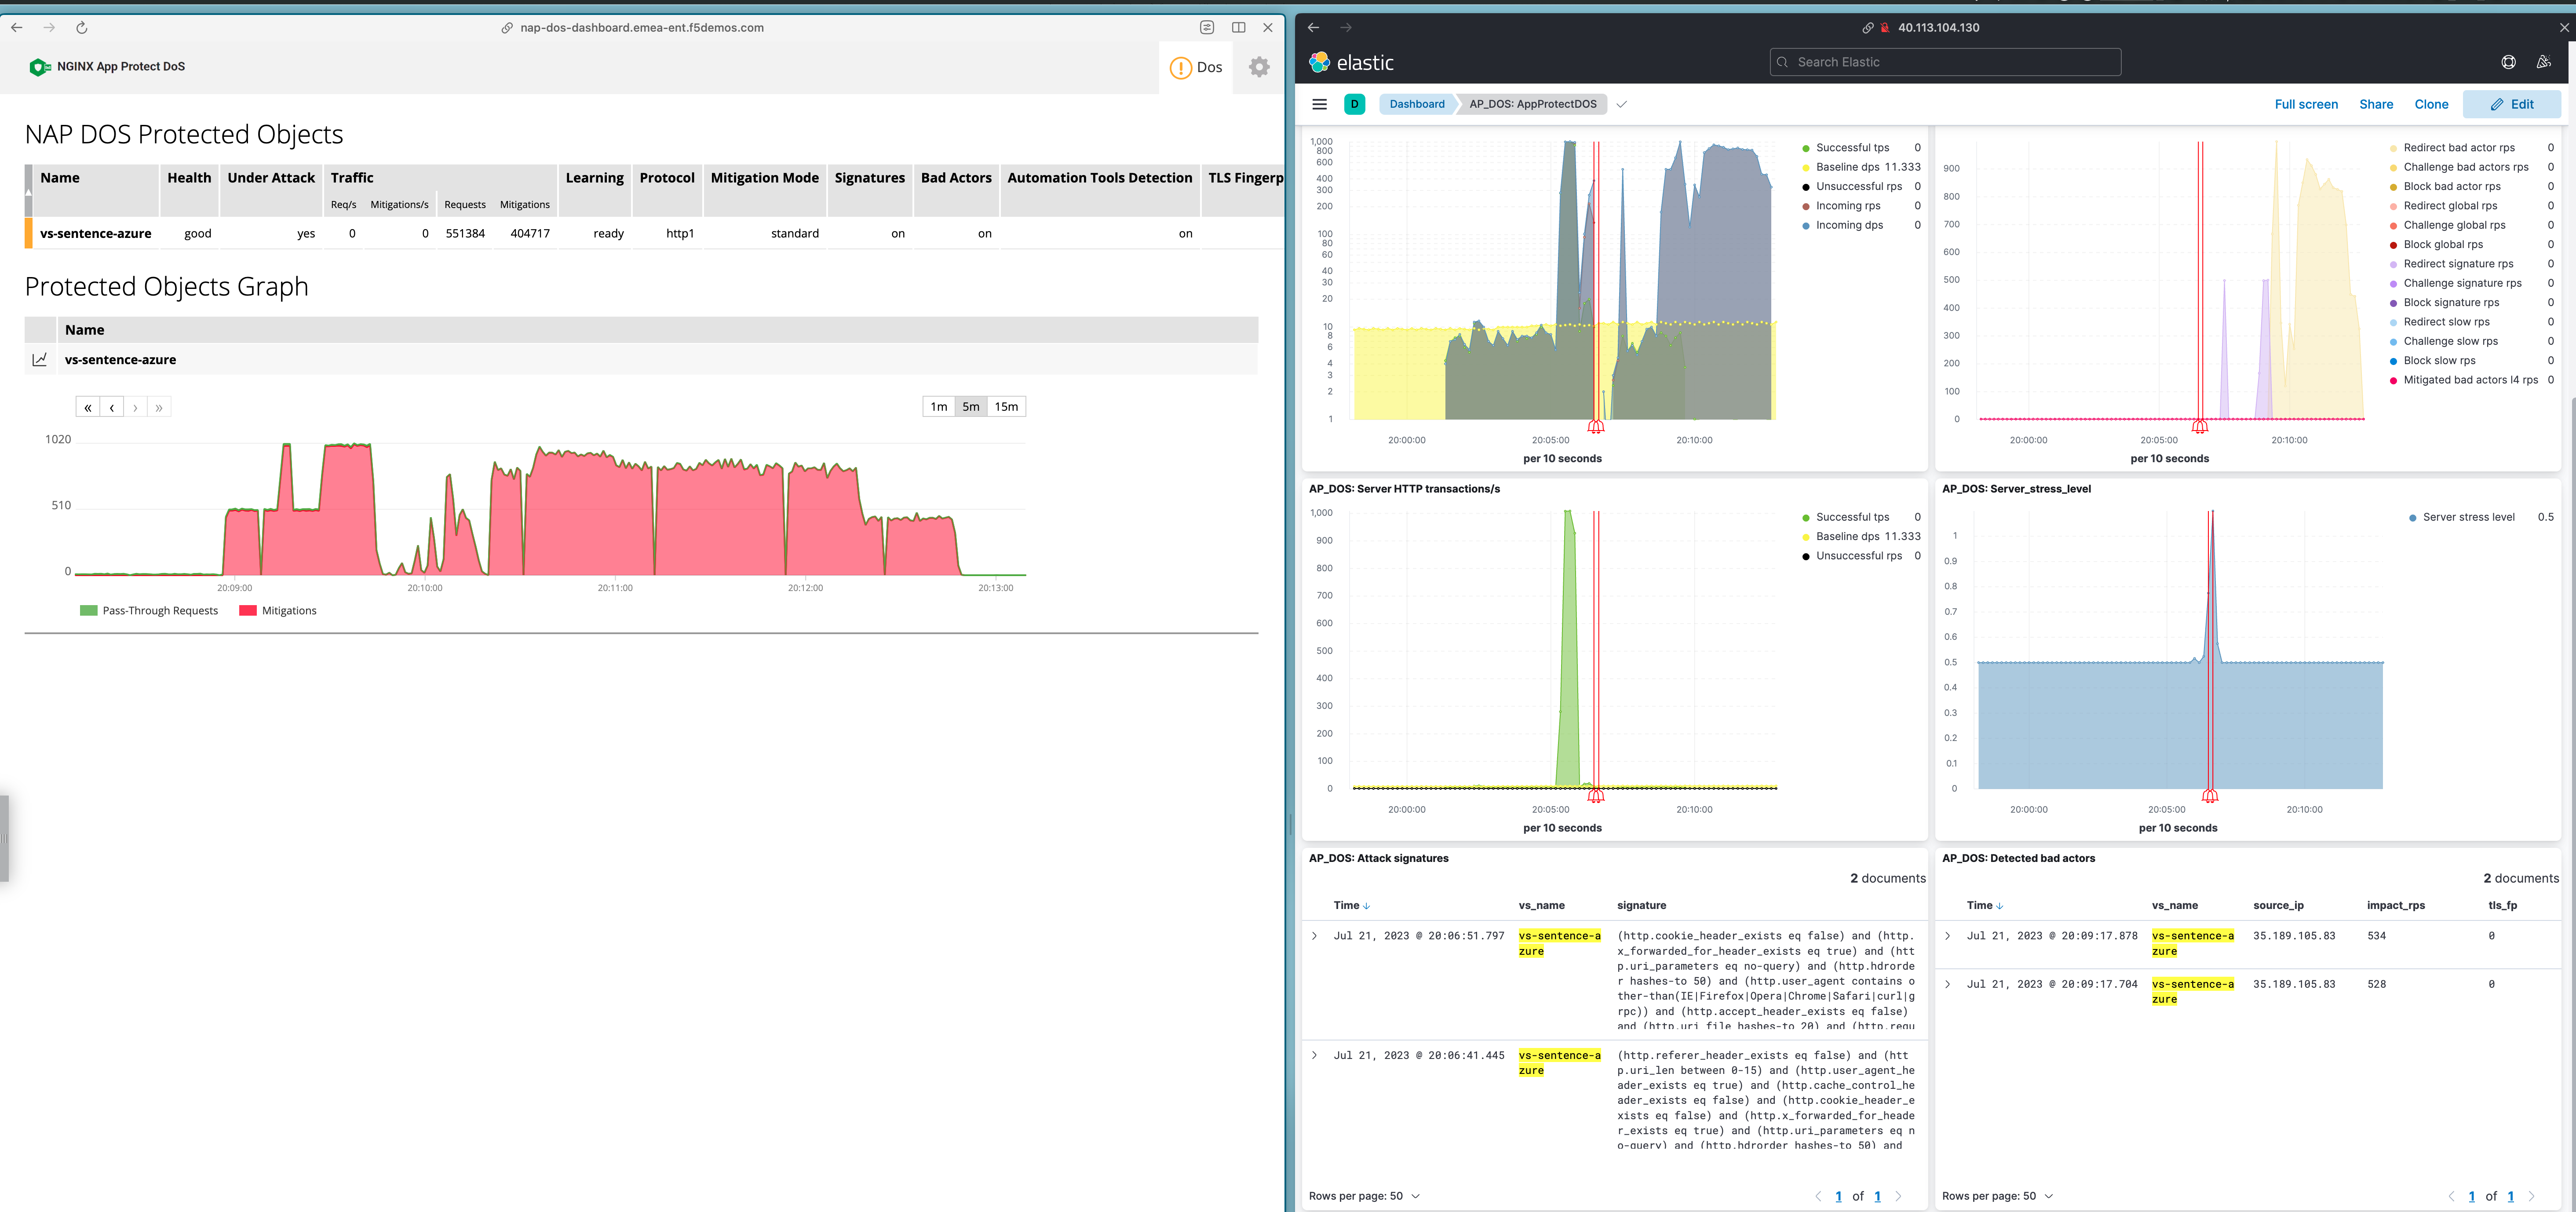 nap-dos-dashboard.emea-ent.f5demos.com
NGINX App Protect DoS
Dos
NAP DOS Protected Objects
Name Health Under Attack Traffic Learning Protocol Mitigation Mode Signatures Bad Actors Automation Tools Detection TLS Fingerp
Req/s Mitigations/s Requests Mitigations
vs-sentence-azure good yes 0 0 551384 404717 ready http1 standard on on on
Protected Objects Graph
Name
vs-sentence-azure
« ‹ › » 1m 5m 15m
1020
510
0
20:09:00 20:10:00 20:11:00 20:12:00 20:13:00
Pass-Through Requests Mitigations
40.113.104.130
elastic
Search Elastic
D Dashboard AP_DOS: AppProtectDOS Full screen Share Clone Edit
1,000
800
600
400
300
200
100
80
60
40
30
20
10
8
6
4
3
2
1
20:00:00 20:05:00 20:10:00
per 10 seconds
Successful tps 0
Baseline dps 11.333
Unsuccessful rps 0
Incoming rps 0
Incoming dps 0
900
800
700
600
500
400
300
200
100
0
20:00:00 20:05:00 20:10:00
per 10 seconds
Redirect bad actor rps 0
Challenge bad actors rps 0
Block bad actor rps 0
Redirect global rps 0
Challenge global rps 0
Block global rps 0
Redirect signature rps 0
Challenge signature rps 0
Block signature rps 0
Redirect slow rps 0
Challenge slow rps 0
Block slow rps 0
Mitigated bad actors l4 rps 0
AP_DOS: Server HTTP transactions/s
1,000
900
800
700
600
500
400
300
200
100
0
20:00:00 20:05:00 20:10:00
per 10 seconds
Successful tps 0
Baseline dps 11.333
Unsuccessful rps 0
AP_DOS: Server_stress_level
1
0.9
0.8
0.7
0.6
0.5
0.4
0.3
0.2
0.1
0
20:00:00 20:05:00 20:10:00
per 10 seconds
Server stress level 0.5
AP_DOS: Attack signatures
2 documents
Time vs_name signature
Jul 21, 2023 @ 20:06:51.797 vs-sentence-a (http.cookie_header_exists eq false) and (http.
zure x_forwarded_for_header_exists eq true) and (htt
p.uri_parameters eq no-query) and (http.hdrorde
r hashes-to 50) and (http.user_agent contains o
ther-than(IE|Firefox|Opera|Chrome|Safari|curl|g
rpc)) and (http.accept_header_exists eq false)
and (http.uri_file hashes-to 20) and (http.requ
Jul 21, 2023 @ 20:06:41.445 vs-sentence-a (http.referer_header_exists eq false) and (htt
zure p.uri_len between 0-15) and (http.user_agent_he
ader_exists eq true) and (http.cache_control_he
ader_exists eq false) and (http.cookie_header_e
xists eq false) and (http.x_forwarded_for_heade
r_exists eq true) and (http.uri_parameters eq n
o-query) and (http.hdrorder hashes-to 50) and
Rows per page: 50 1 of 1
AP_DOS: Detected bad actors
2 documents
Time vs_name source_ip impact_rps tls_fp
Jul 21, 2023 @ 20:09:17.878 vs-sentence-a 35.189.105.83 534 0
zure
Jul 21, 2023 @ 20:09:17.704 vs-sentence-a 35.189.105.83 528 0
zure
Rows per page: 50 1 of 1